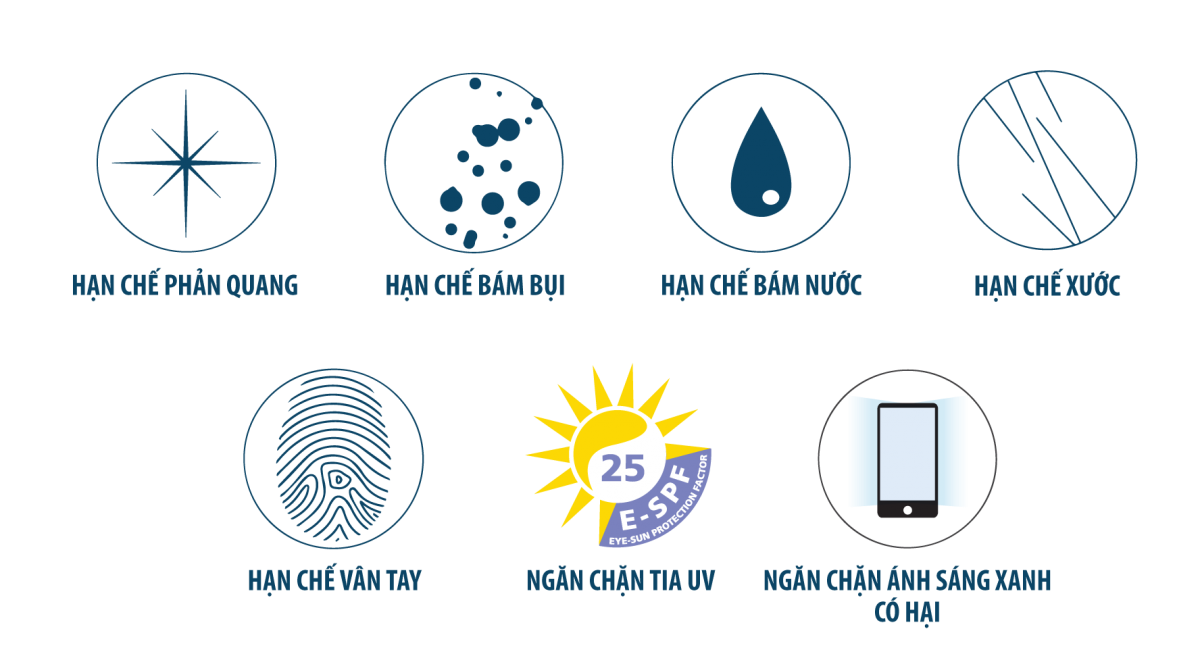 HẠN CHẾ PHẢN QUANG
HẠN CHẾ BÁM BỤI
HẠN CHẾ BÁM NƯỚC
HẠN CHẾ XƯỚC
25
E-SPF
EYE-SUN PROTECTION FACTOR
HẠN CHẾ VÂN TAY
NGĂN CHẶN TIA UV
NGĂN CHẶN ÁNH SÁNG XANH
CÓ HẠI